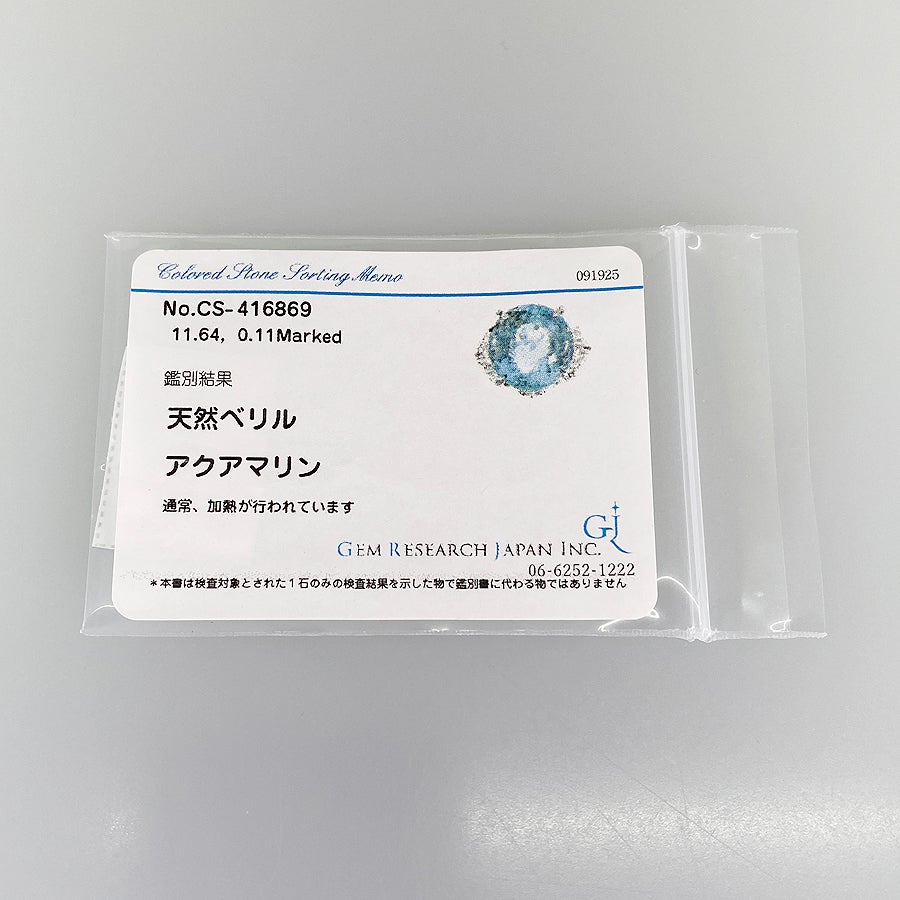 Colored Stone Sorting Memo 091925
No.CS-416869
11.64, 0.11Marked
鑑別結果
天然ベリル
アクアマリン
通常、加熱が行われています
GJ
GEM RESEARCH JAPAN INC.
06-6252-1222
*本書は検査対象とされた1石のみの検査結果を示した物で鑑別書に代わる物ではありません